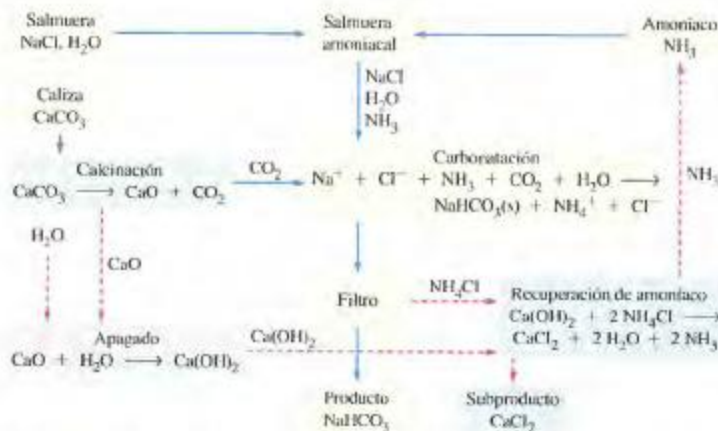 Salmuera
NaCl, H₂O
Salmuera
amoniacal
Amoniaco
NH₃
NaCl
H₂O
NH₃
Caliza
CaCO₃
Calcinación
CaCO₃ ⟶ CaO + CO₂
CO₂
Carbonatación
Na⁺ + Cl⁻ + NH₃ + CO₂ + H₂O ⟶
NaHCO₃(s) + NH₄⁺ + Cl⁻
NH₃
H₂O
CaO
Filtro
NH₄Cl
Recuperación de amoníaco
Ca(OH)₂ + 2 NH₄Cl ⟶
CaCl₂ + 2 H₂O + 2 NH₃
Apagado
CaO + H₂O ⟶ Ca(OH)₂
Ca(OH)₂
Producto
NaHCO₃
Subproducto
CaCl₂